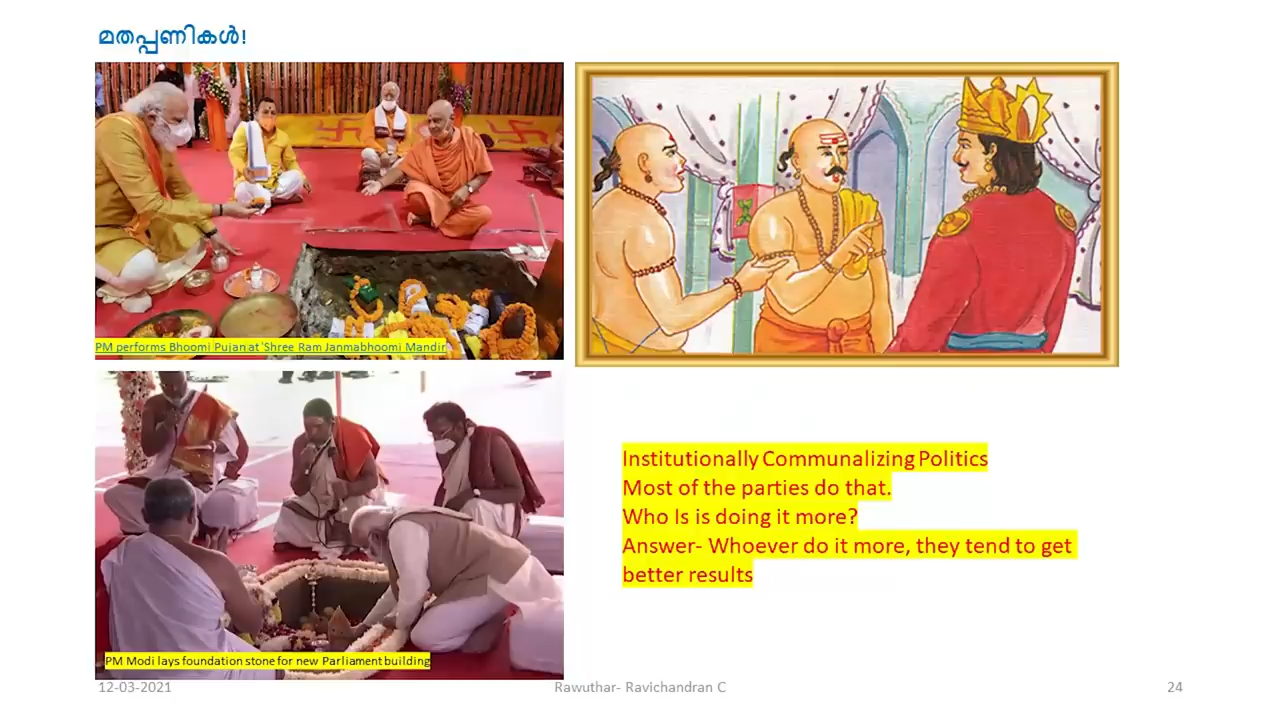 മതപ്പണികൾ!
PM performs Bhoomi Pujan at 'Shree Ram Janmabhoomi Mandir
PM Modi lays foundation stone for new Parliament building
Institutionally Communalizing Politics
Most of the parties do that.
Who Is is doing it more?
Answer- Whoever do it more, they tend to get
better results
12-03-2021
Rawuthar- Ravichandran C
24